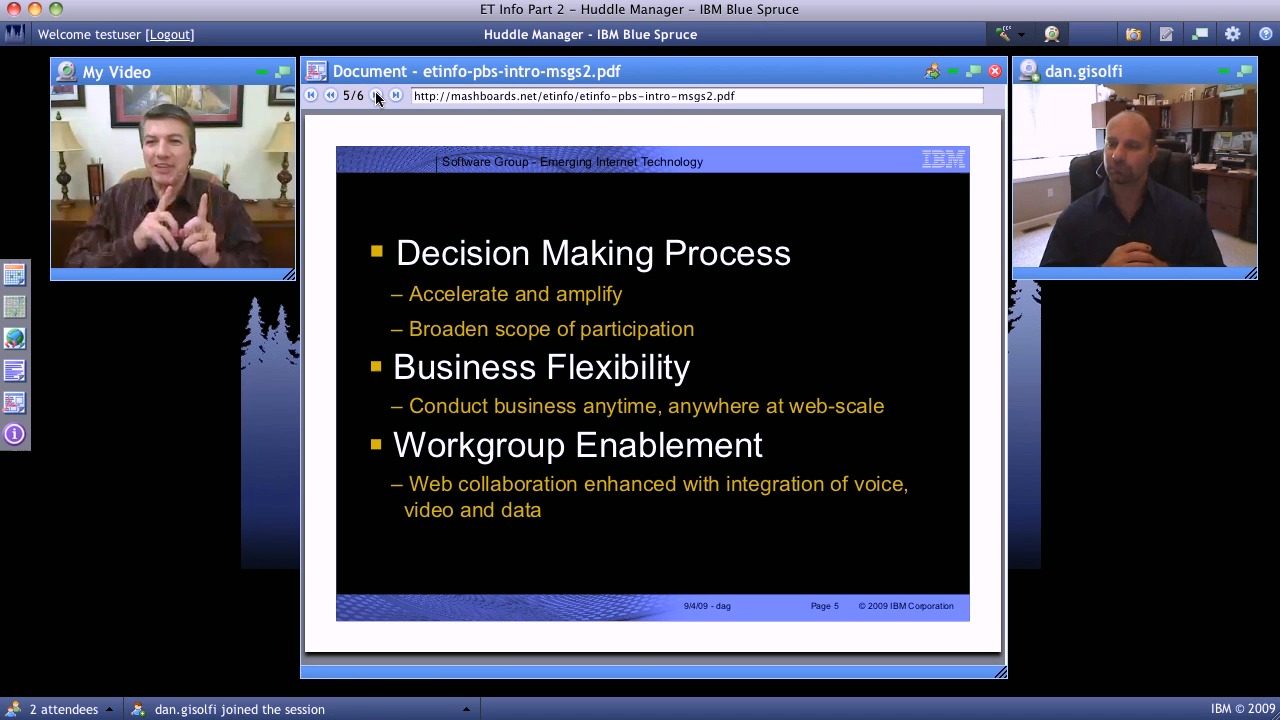 ET Info Part 2 - Huddle Manager - IBM Blue Spruce
Welcome testuser [Logout]
Huddle Manager - IBM Blue Spruce
My Video
Document - etinfo-pbs-intro-msgs2.pdf
dan.gisolfi
5/6
http://mashboards.net/etinfo/etinfo-pbs-intro-msgs2.pdf
Software Group - Emerging Internet Technology
IBM
Decision Making Process
– Accelerate and amplify
– Broaden scope of participation
Business Flexibility
– Conduct business anytime, anywhere at web-scale
Workgroup Enablement
– Web collaboration enhanced with integration of voice,
video and data
9/4/09 - dag
Page 5
© 2009 IBM Corporation
2 attendees
dan.gisolfi joined the session
IBM © 2009